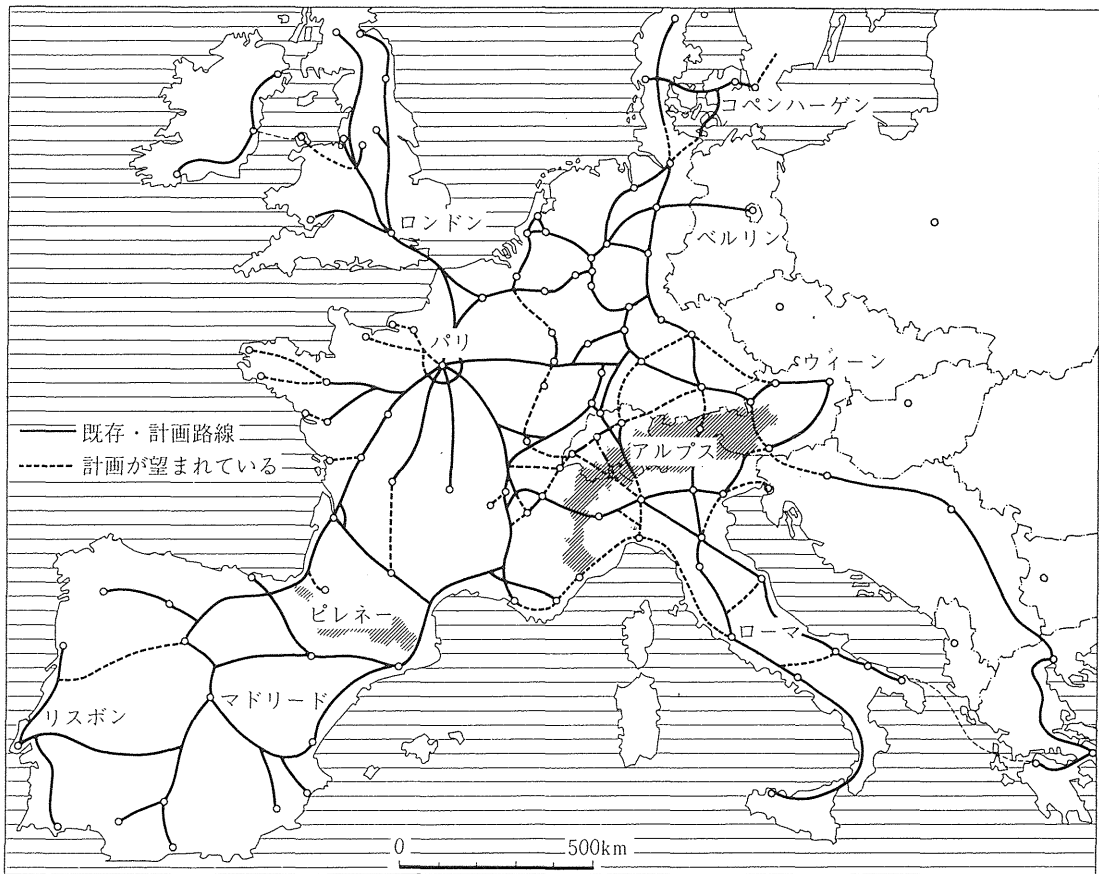 コペンハーゲン
ロンドン
ベルリン
パリ
ウィーン
既存・計画路線
アルプス
計画が望まれている
ピレネー
ローマ
マドリード
リスボン
0 500km